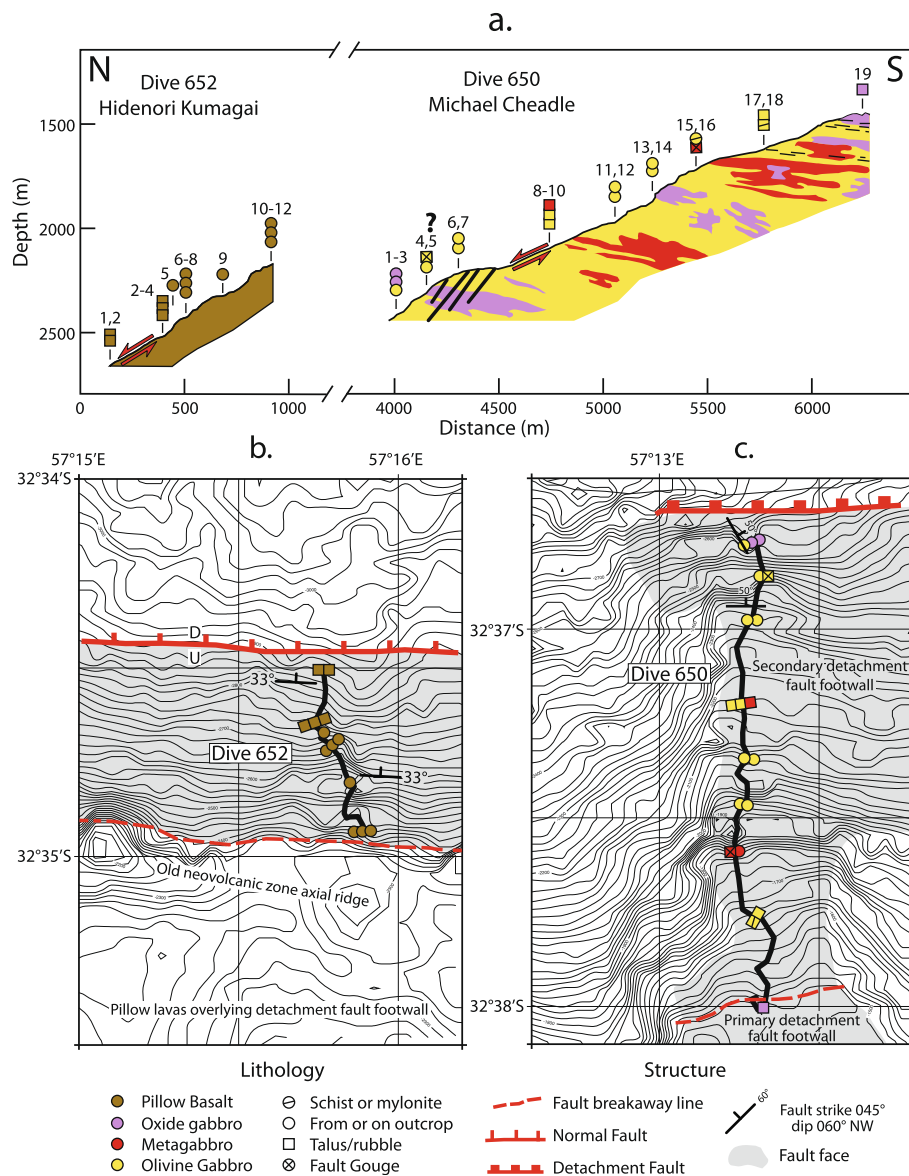 a.
N
S
Dive 652
Hidenori Kumagai
Dive 650
Michael Cheadle
19
17,18
15,16
13,14
11,12
8-10
6,7
?
4,5
1-3
10-12
9
6-8
5
2-4
1,2
Depth (m)
1500
2000
2500
0
500
1000
4000
4500
5000
5500
6000
Distance (m)
b.
57°15′E
57°16′E
32°34′S
D
U
33°
Dive 652
33°
32°35′S
Old neovolcanic zone axial ridge
Pillow lavas overlying detachment fault footwall
c.
57°13′E
50°
50°
32°37′S
Dive 650
Secondary detachment
fault footwall
32°38′S
Primary detachment
fault footwall
Lithology
Pillow Basalt
Oxide gabbro
Metagabbro
Olivine Gabbro
Schist or mylonite
From or on outcrop
Talus/rubble
Fault Gouge
Structure
Fault breakaway line
Normal Fault
Detachment Fault
60°
Fault strike 045°
dip 060° NW
Fault face